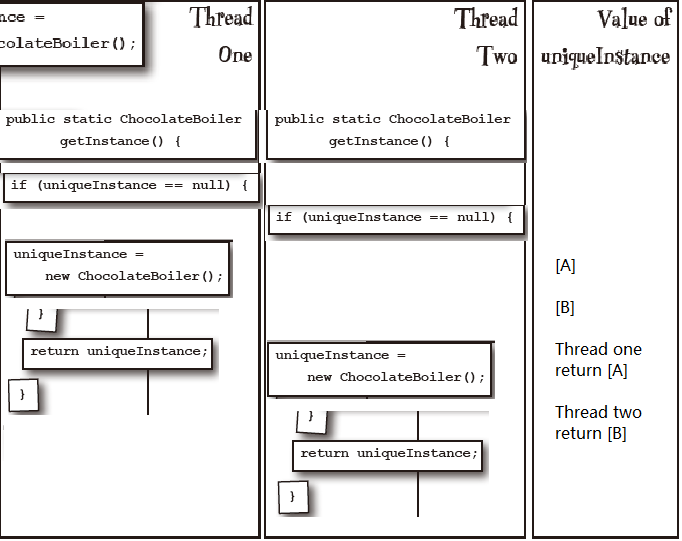 nce =
colateBoiler();
Thread
One
public static ChocolateBoiler
getInstance() {
if (uniqueInstance == null) {
uniqueInstance =
new ChocolateBoiler();
}
return uniqueInstance;
}
Thread
Two
public static ChocolateBoiler
getInstance() {
if (uniqueInstance == null) {
uniqueInstance =
new ChocolateBoiler();
}
return uniqueInstance;
}
Value of
uniqueInstance
[A]
[B]
Thread one
return [A]
Thread two
return [B]